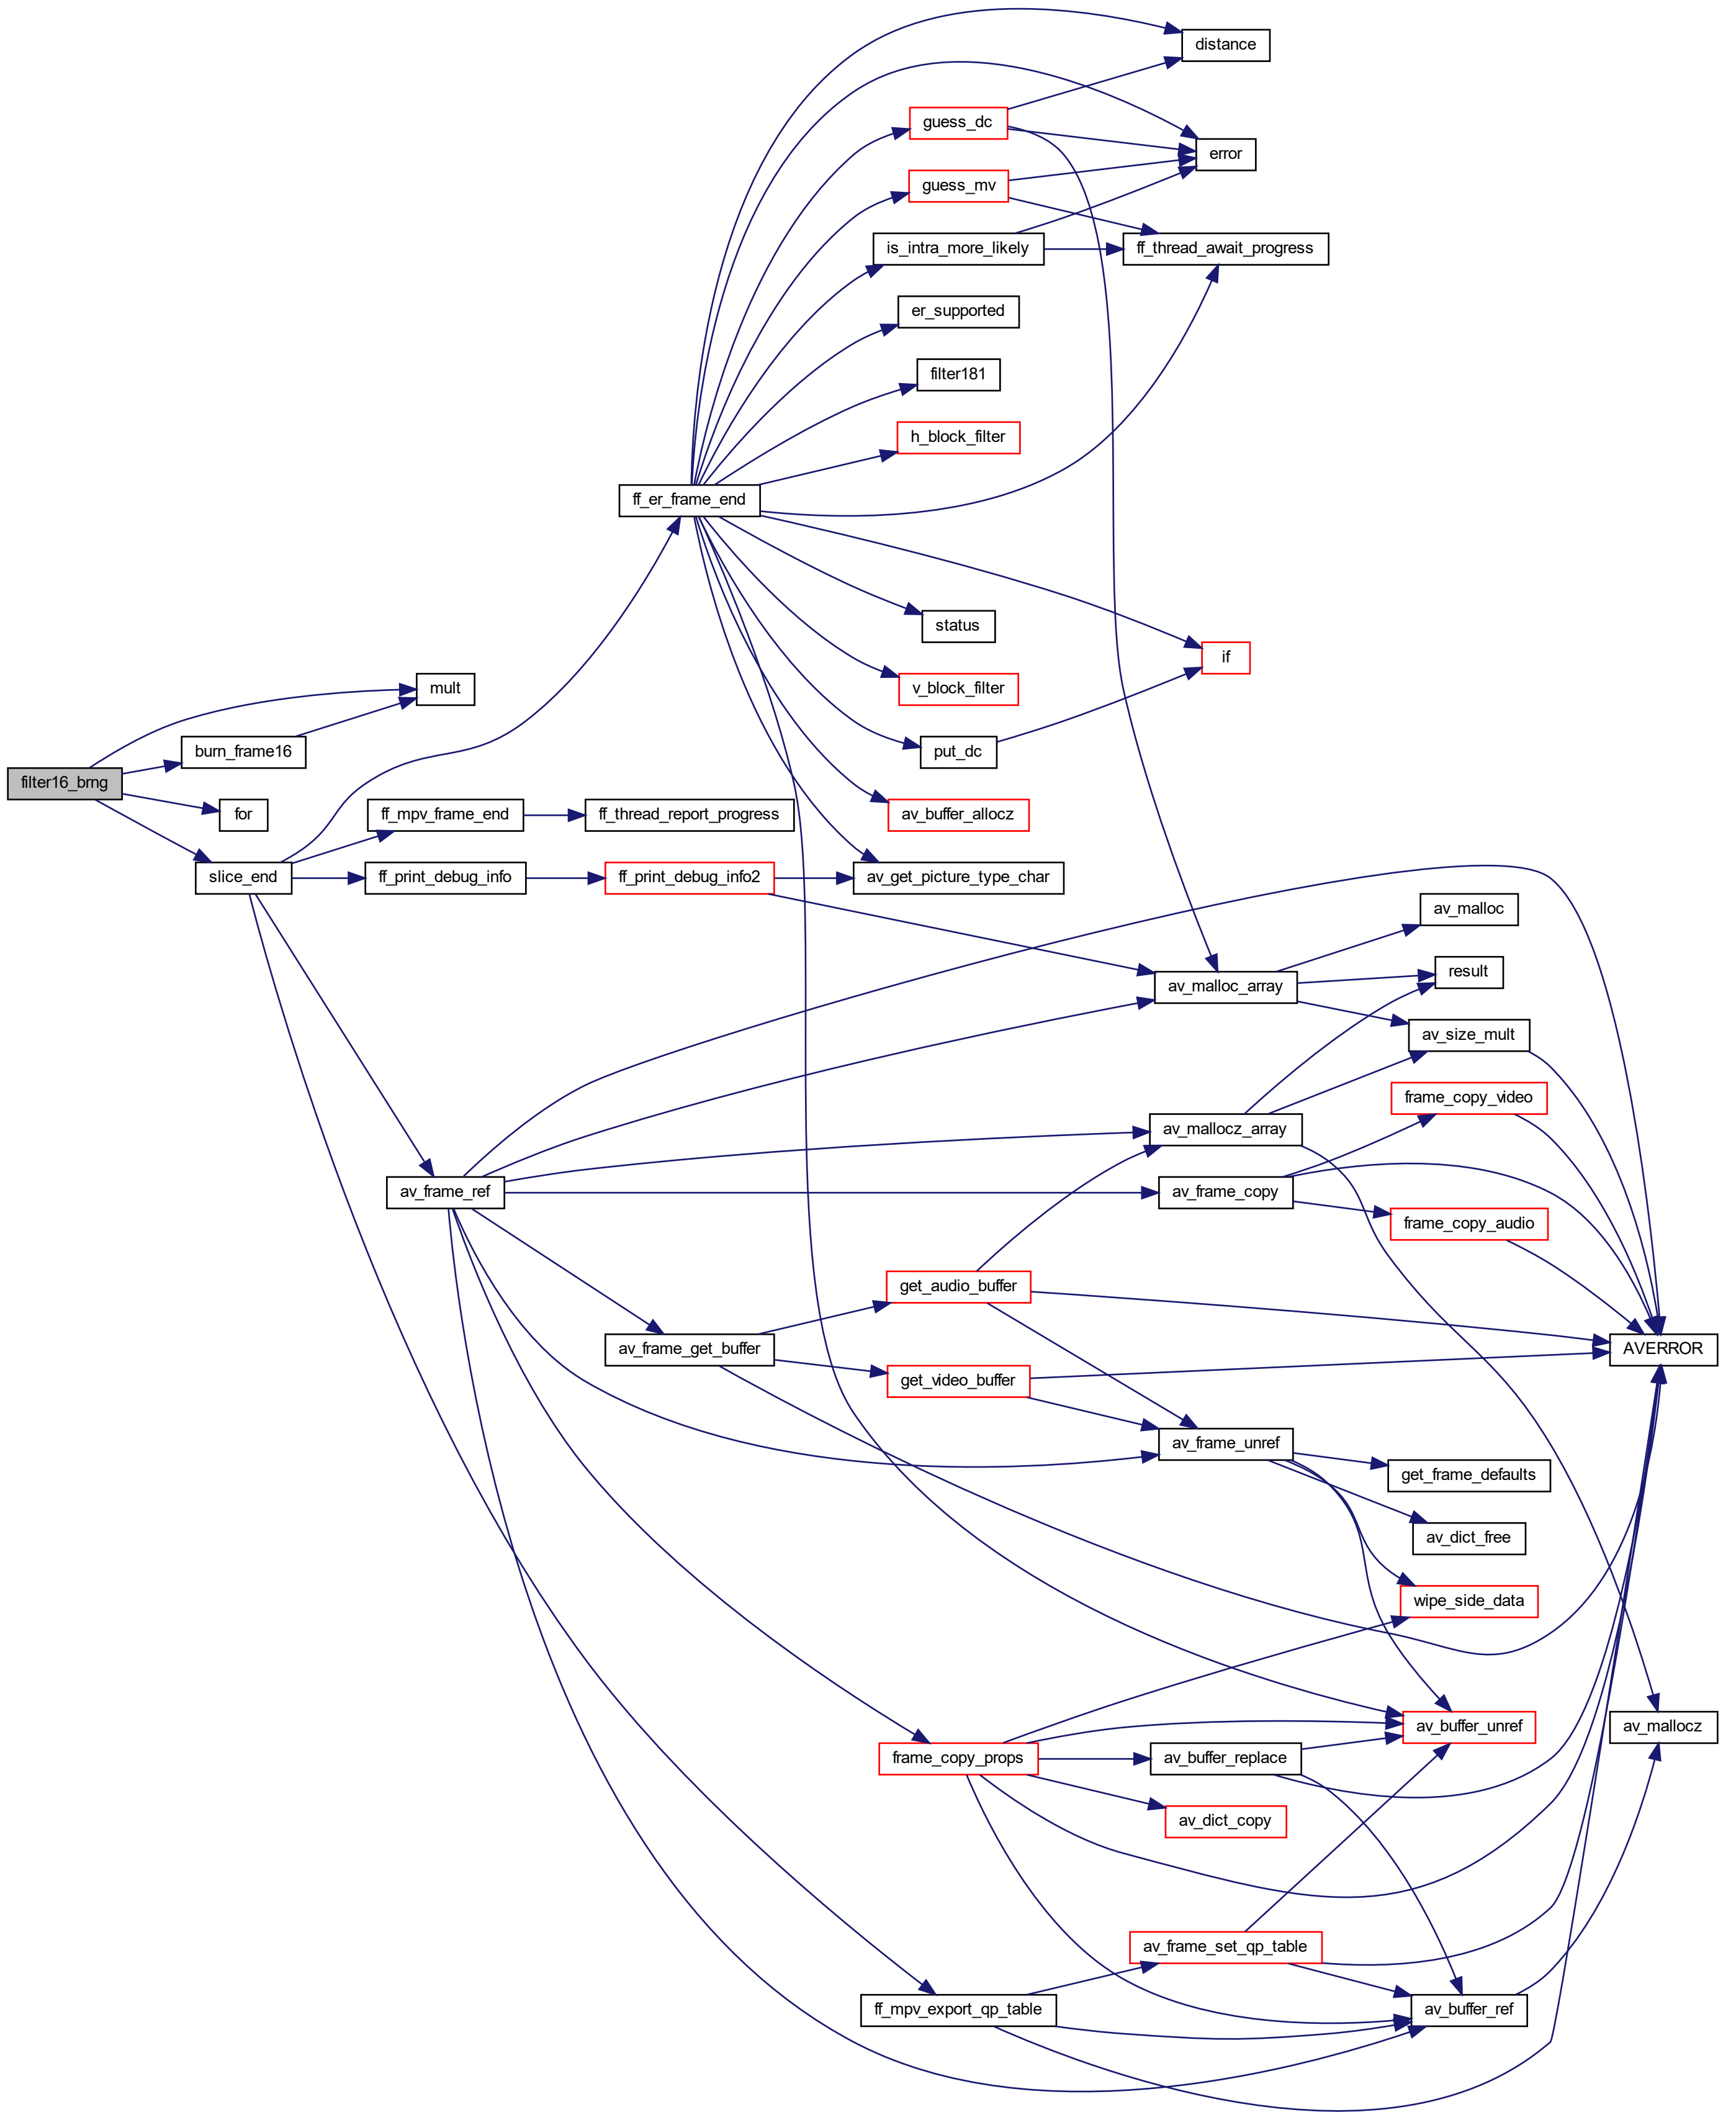 distance
guess_dc
error
guess_mv
is_intra_more_likely
ff_thread_await_progress
er_supported
filter181
h_block_filter
ff_er_frame_end
status
if
mult
v_block_filter
burn_frame16
put_dc
filter16_brng
for
ff_mpv_frame_end
ff_thread_report_progress
av_buffer_allocz
slice_end
ff_print_debug_info
ff_print_debug_info2
av_get_picture_type_char
av_malloc
result
av_malloc_array
av_size_mult
frame_copy_video
av_mallocz_array
av_frame_ref
av_frame_copy
frame_copy_audio
get_audio_buffer
av_frame_get_buffer
AVERROR
get_video_buffer
av_frame_unref
get_frame_defaults
av_dict_free
wipe_side_data
av_buffer_unref
av_mallocz
frame_copy_props
av_buffer_replace
av_dict_copy
av_frame_set_qp_table
ff_mpv_export_qp_table
av_buffer_ref